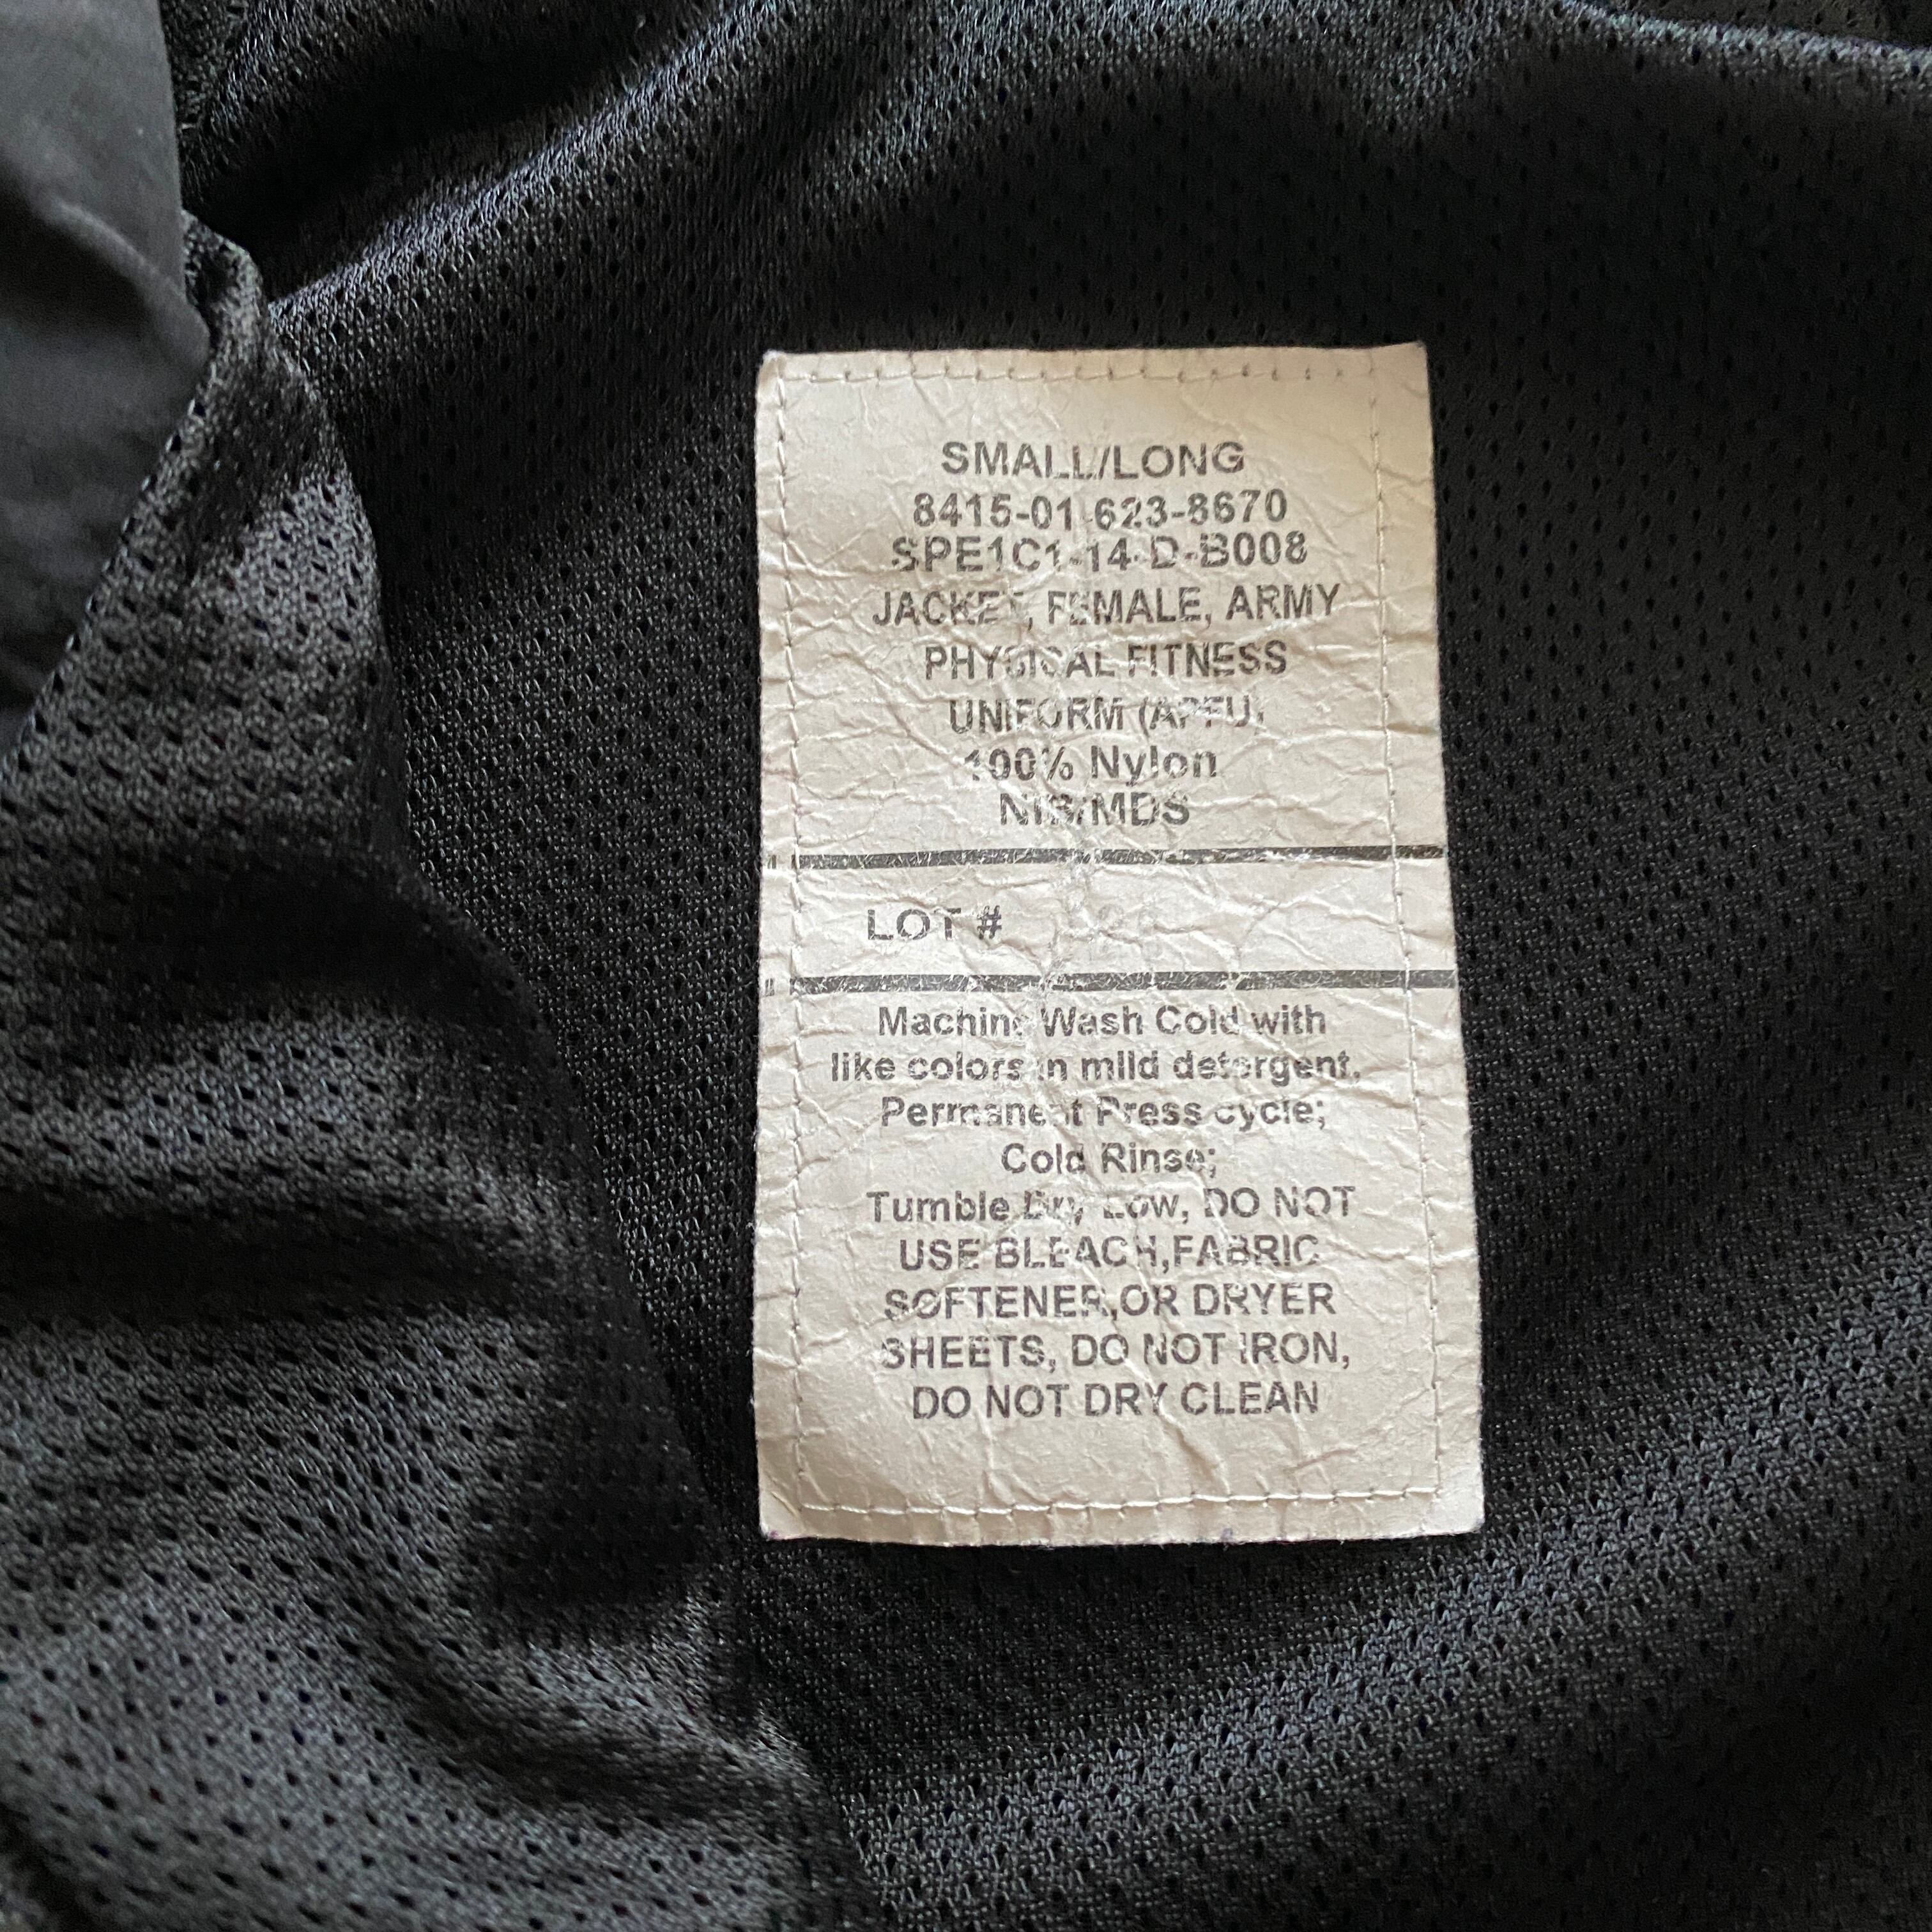 SMALL/LONG
8415-01-623-8670
SPE1C1-14-D-B008
JACKET, FEMALE, ARMY
PHYSICAL FITNESS
UNIFORM (APFU)
100% Nylon
NIB/MDS
LOT #
Machine Wash Cold with
like colors in mild detergent.
Permanent Press cycle;
Cold Rinse;
Tumble Dry Low, DO NOT
USE BLEACH,FABRIC
SOFTENER,OR DRYER
SHEETS, DO NOT IRON,
DO NOT DRY CLEAN